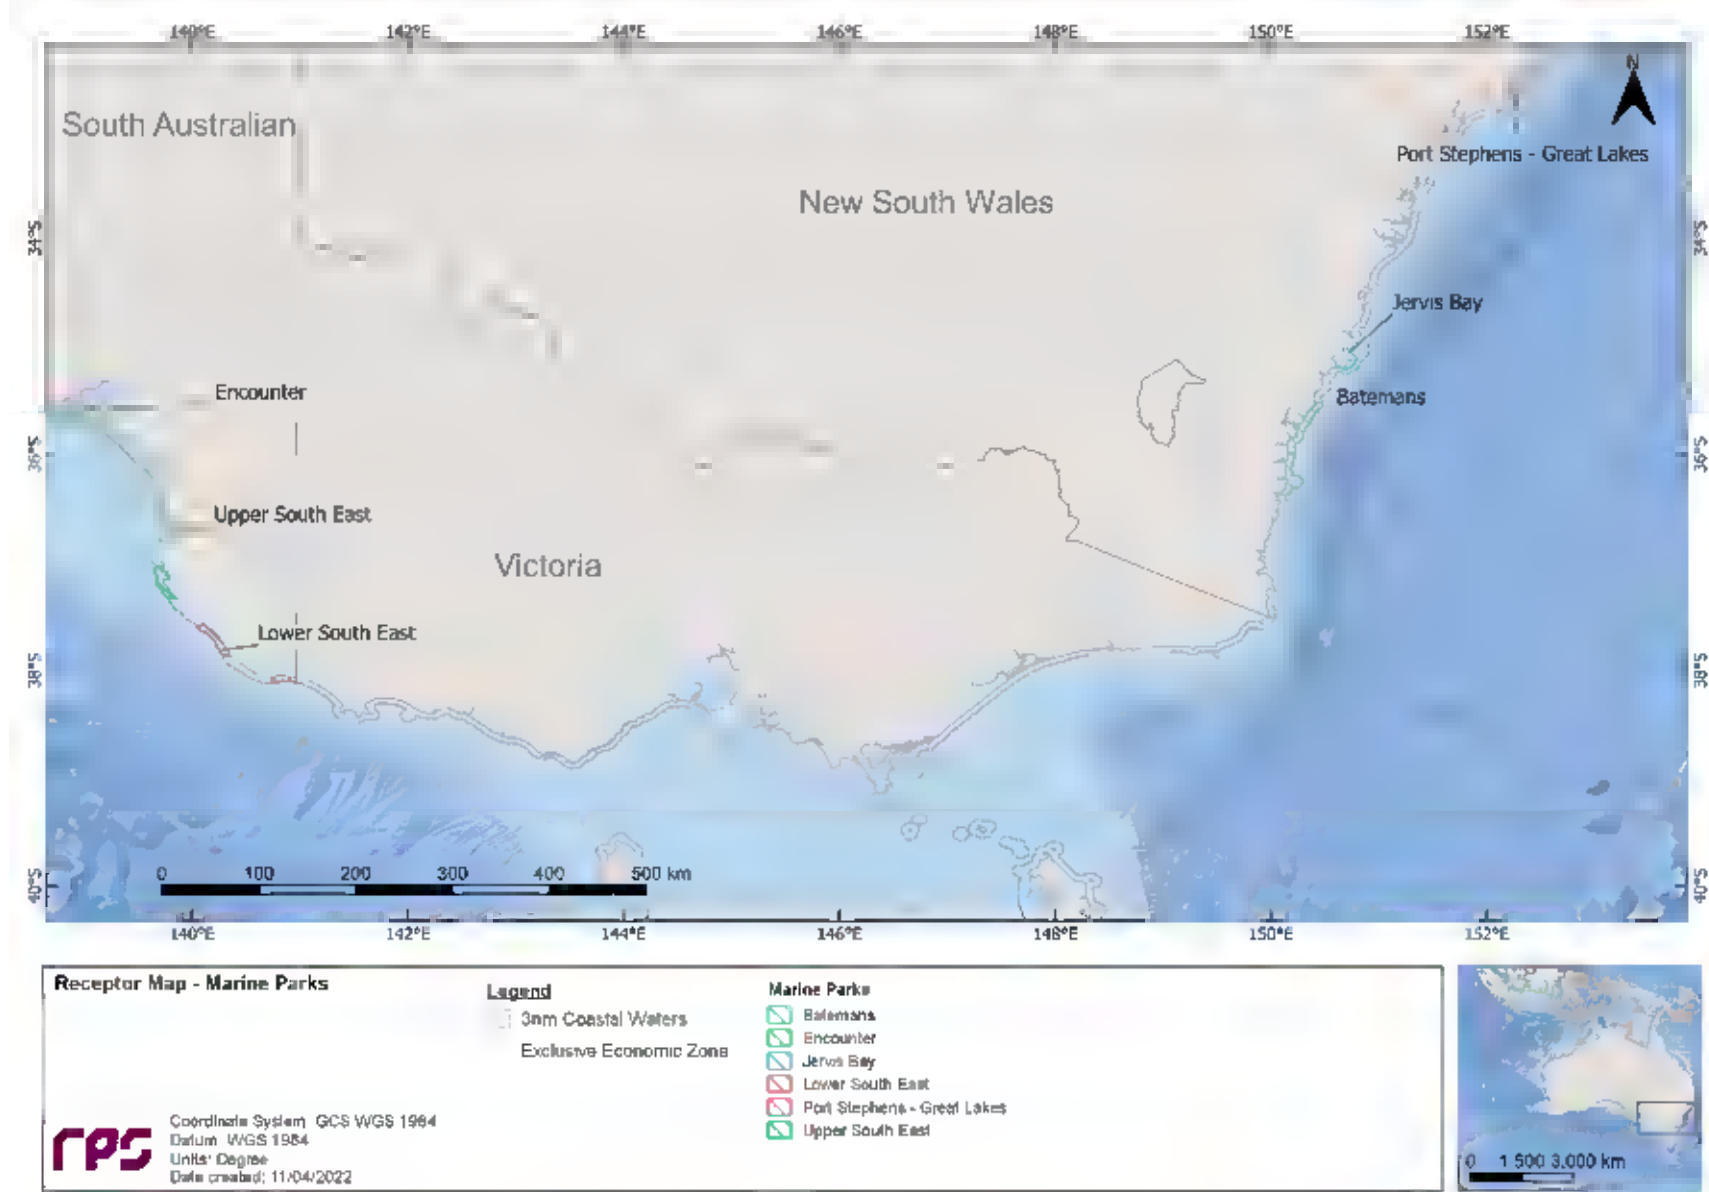 140°E 142°E 144°E 146°E 148°E 150°E 152°E
N
South Australian
Port Stephens - Great Lakes
New South Wales
34°S 34°S
Jervis Bay
Encounter
Batemans
36°S 36°S
Upper South East
Victoria
Lower South East
38°S 38°S
0 100 200 300 400 500 km
40°S 40°S
140°E 142°E 144°E 146°E 148°E 150°E 152°E
Receptor Map - Marine Parks
Legend
3nm Coastal Waters
Exclusive Economic Zone
Marine Parks
Batemans
Encounter
Jervis Bay
Lower South East
Port Stephens - Great Lakes
Upper South East
rps
Coordinate System GCS WGS 1984
Datum WGS 1984
Units: Degree
Date created: 11/04/2022
0 1 500 3,000 km